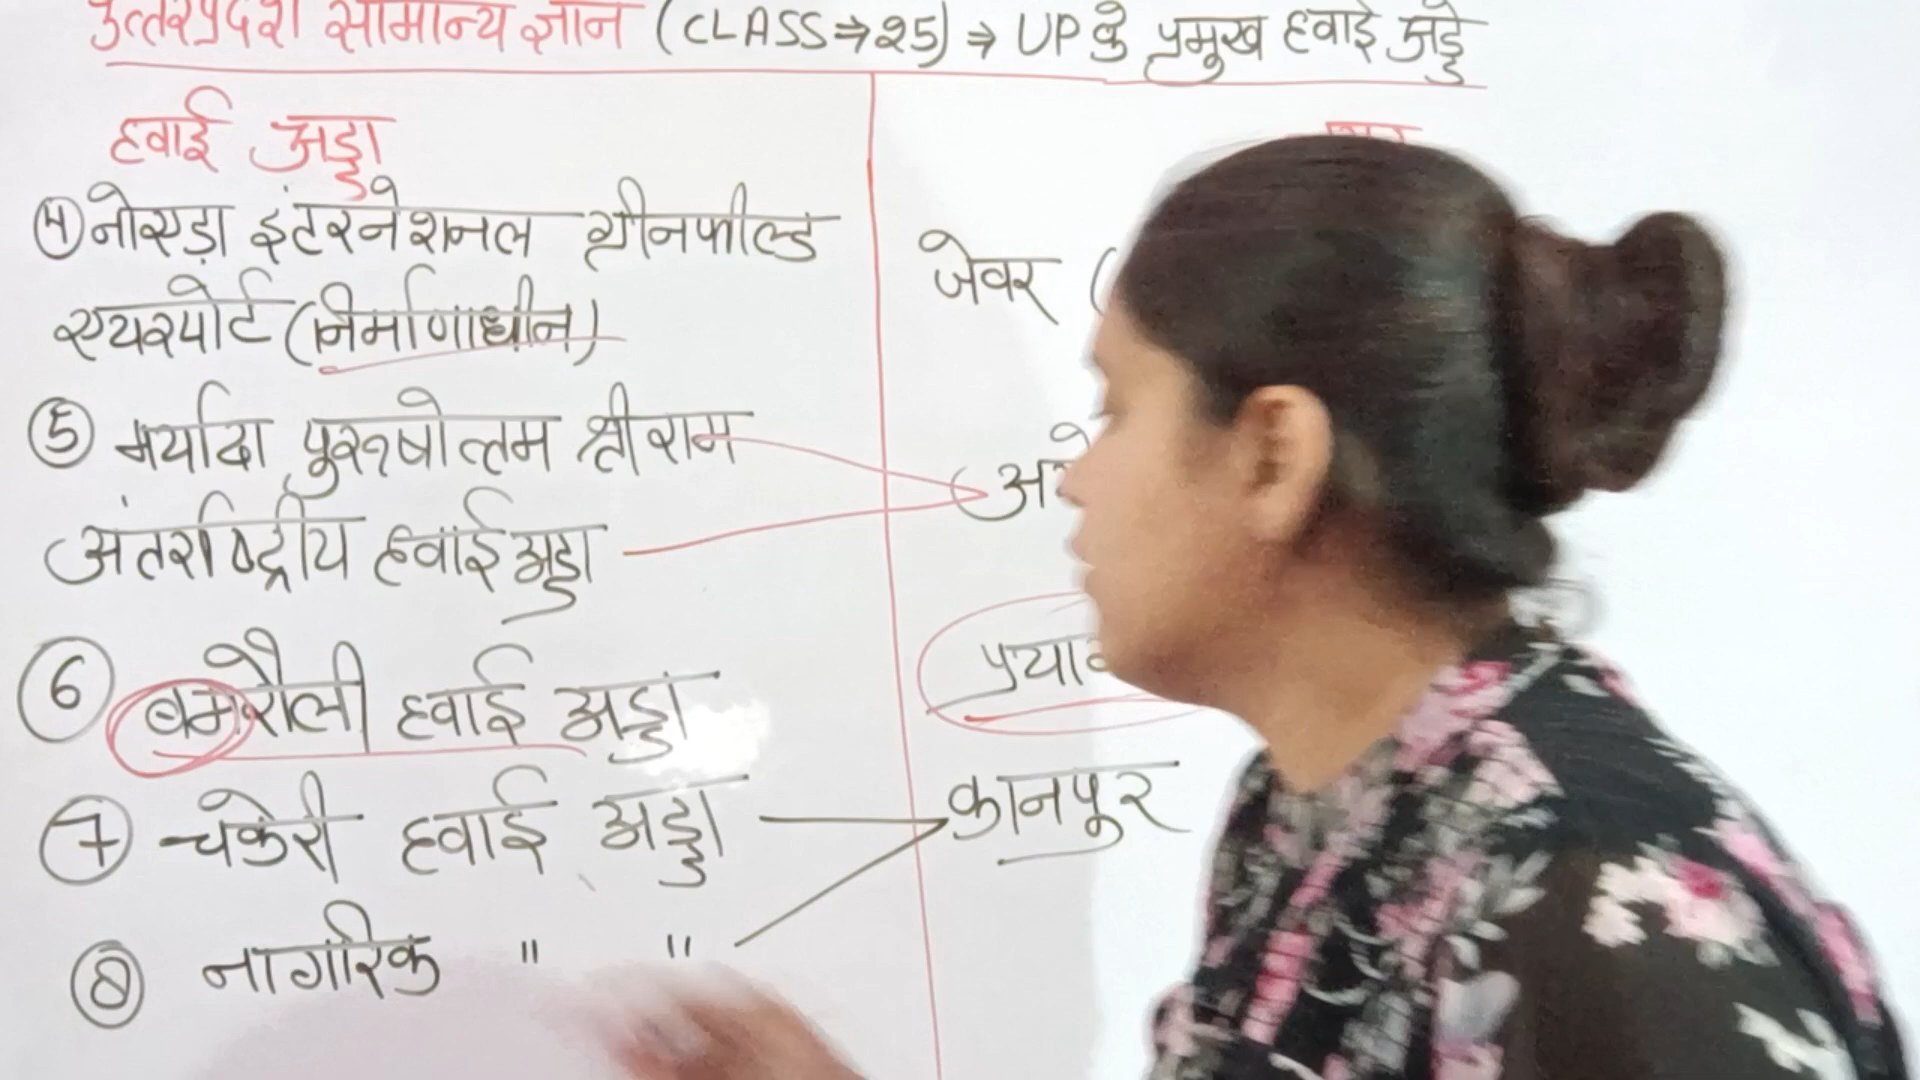 उत्तरप्रदेश सामान्य ज्ञान (CLASS⇒25) ⇒ UP के प्रमुख हवाई अड्डे
हवाई अड्डा
④ नोएडा इंटरनेशनल ग्रीनफील्ड
एयरपोर्ट (निर्माणाधीन)
जेवर (
⑤ मर्यादा पुरूषोत्तम श्रीराम
अंतर्राष्ट्रीय हवाई अड्डा
⑥ बमरौली हवाई अड्डा
⑦ चकेरी हवाई अड्डा
कानपुर
⑧ नागरिक " "